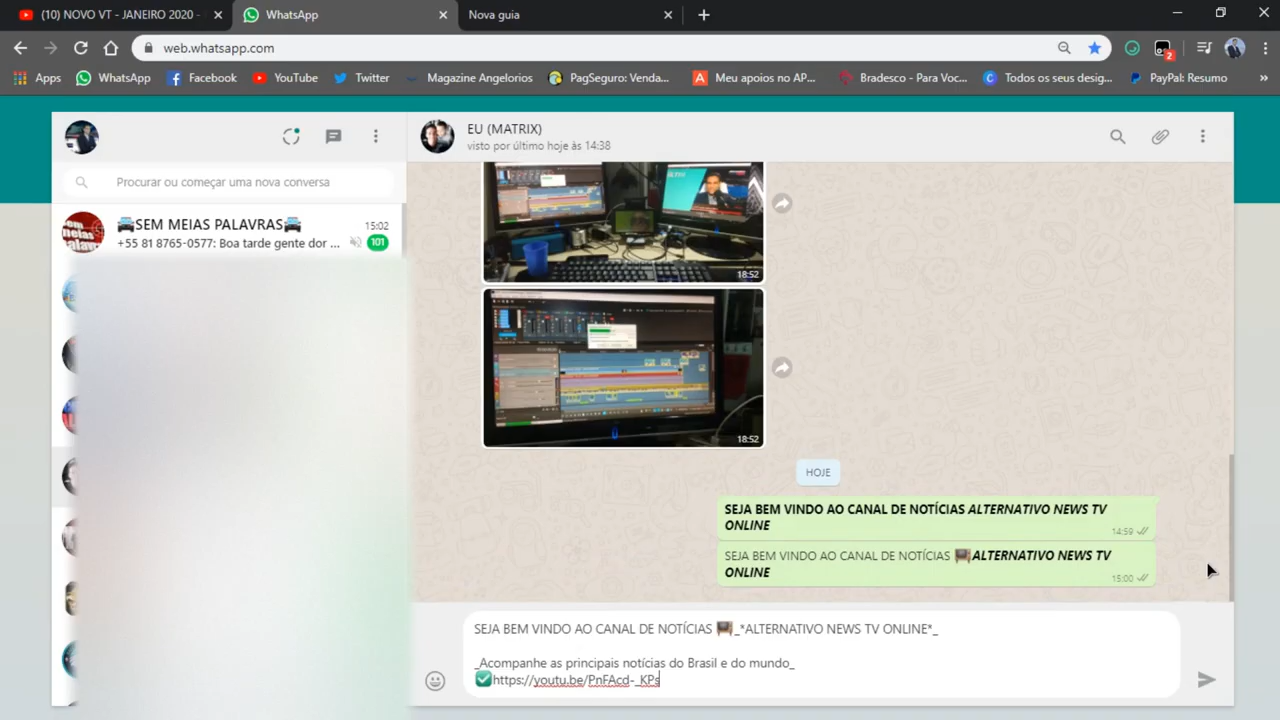 (10) NOVO VT - JANEIRO 2020 -
WhatsApp
Nova guia
web.whatsapp.com
2
Apps
WhatsApp
Facebook
YouTube
Twitter
Magazine Angelorios
PagSeguro: Venda...
Meu apoios no AP...
Bradesco - Para Voc...
Todos os seus desig...
PayPal: Resumo
»
EU (MATRIX)
visto por último hoje às 14:38
Procurar ou começar uma nova conversa
SEM MEIAS PALAVRAS
15:02
+55 81 8765-0577: Boa tarde gente dor ...
101
18:52
18:52
HOJE
SEJA BEM VINDO AO CANAL DE NOTÍCIAS ALTERNATIVO NEWS TV
ONLINE
14:59
SEJA BEM VINDO AO CANAL DE NOTÍCIAS 📺ALTERNATIVO NEWS TV
ONLINE
15:00
SEJA BEM VINDO AO CANAL DE NOTÍCIAS 📺_*ALTERNATIVO NEWS TV ONLINE*_
_Acompanhe as principais notícias do Brasil e do mundo_
✅https://youtu.be/PnFAcd-_KPs